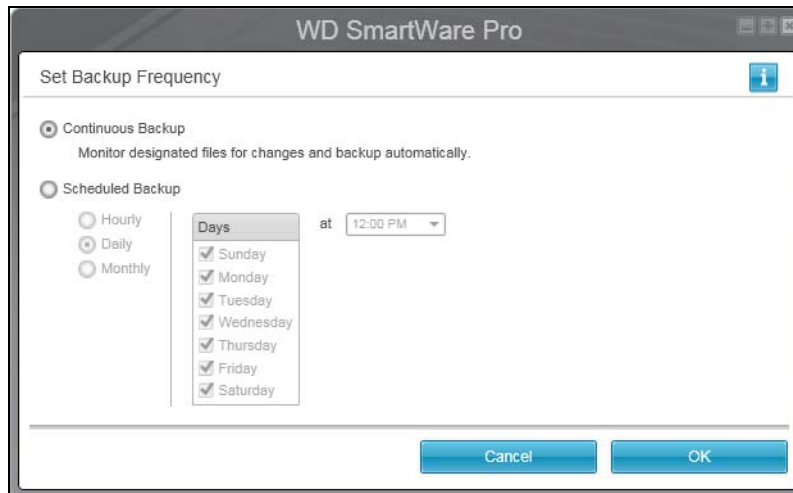 WD SmartWare Pro
Set Backup Frequency
i
Continuous Backup
Monitor designated files for changes and backup automatically.
Scheduled Backup
Hourly
Daily
Monthly
Days
Sunday
Monday
Tuesday
Wednesday
Thursday
Friday
Saturday
at
12:00 PM
Cancel
OK